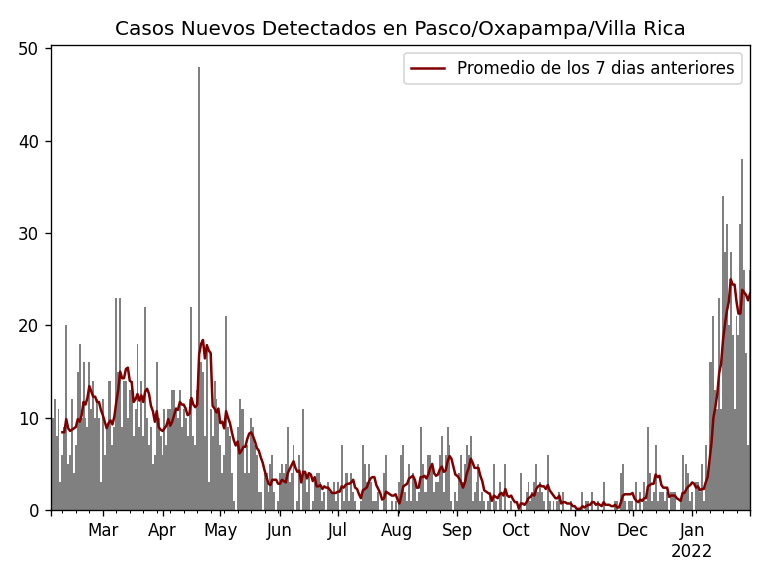 Casos Nuevos Detectados en Pasco/Oxapampa/Villa Rica
Promedio de los 7 dias anteriores
50
40
30
20
10
0
Mar Apr May Jun Jul Aug Sep Oct Nov Dec Jan
2022